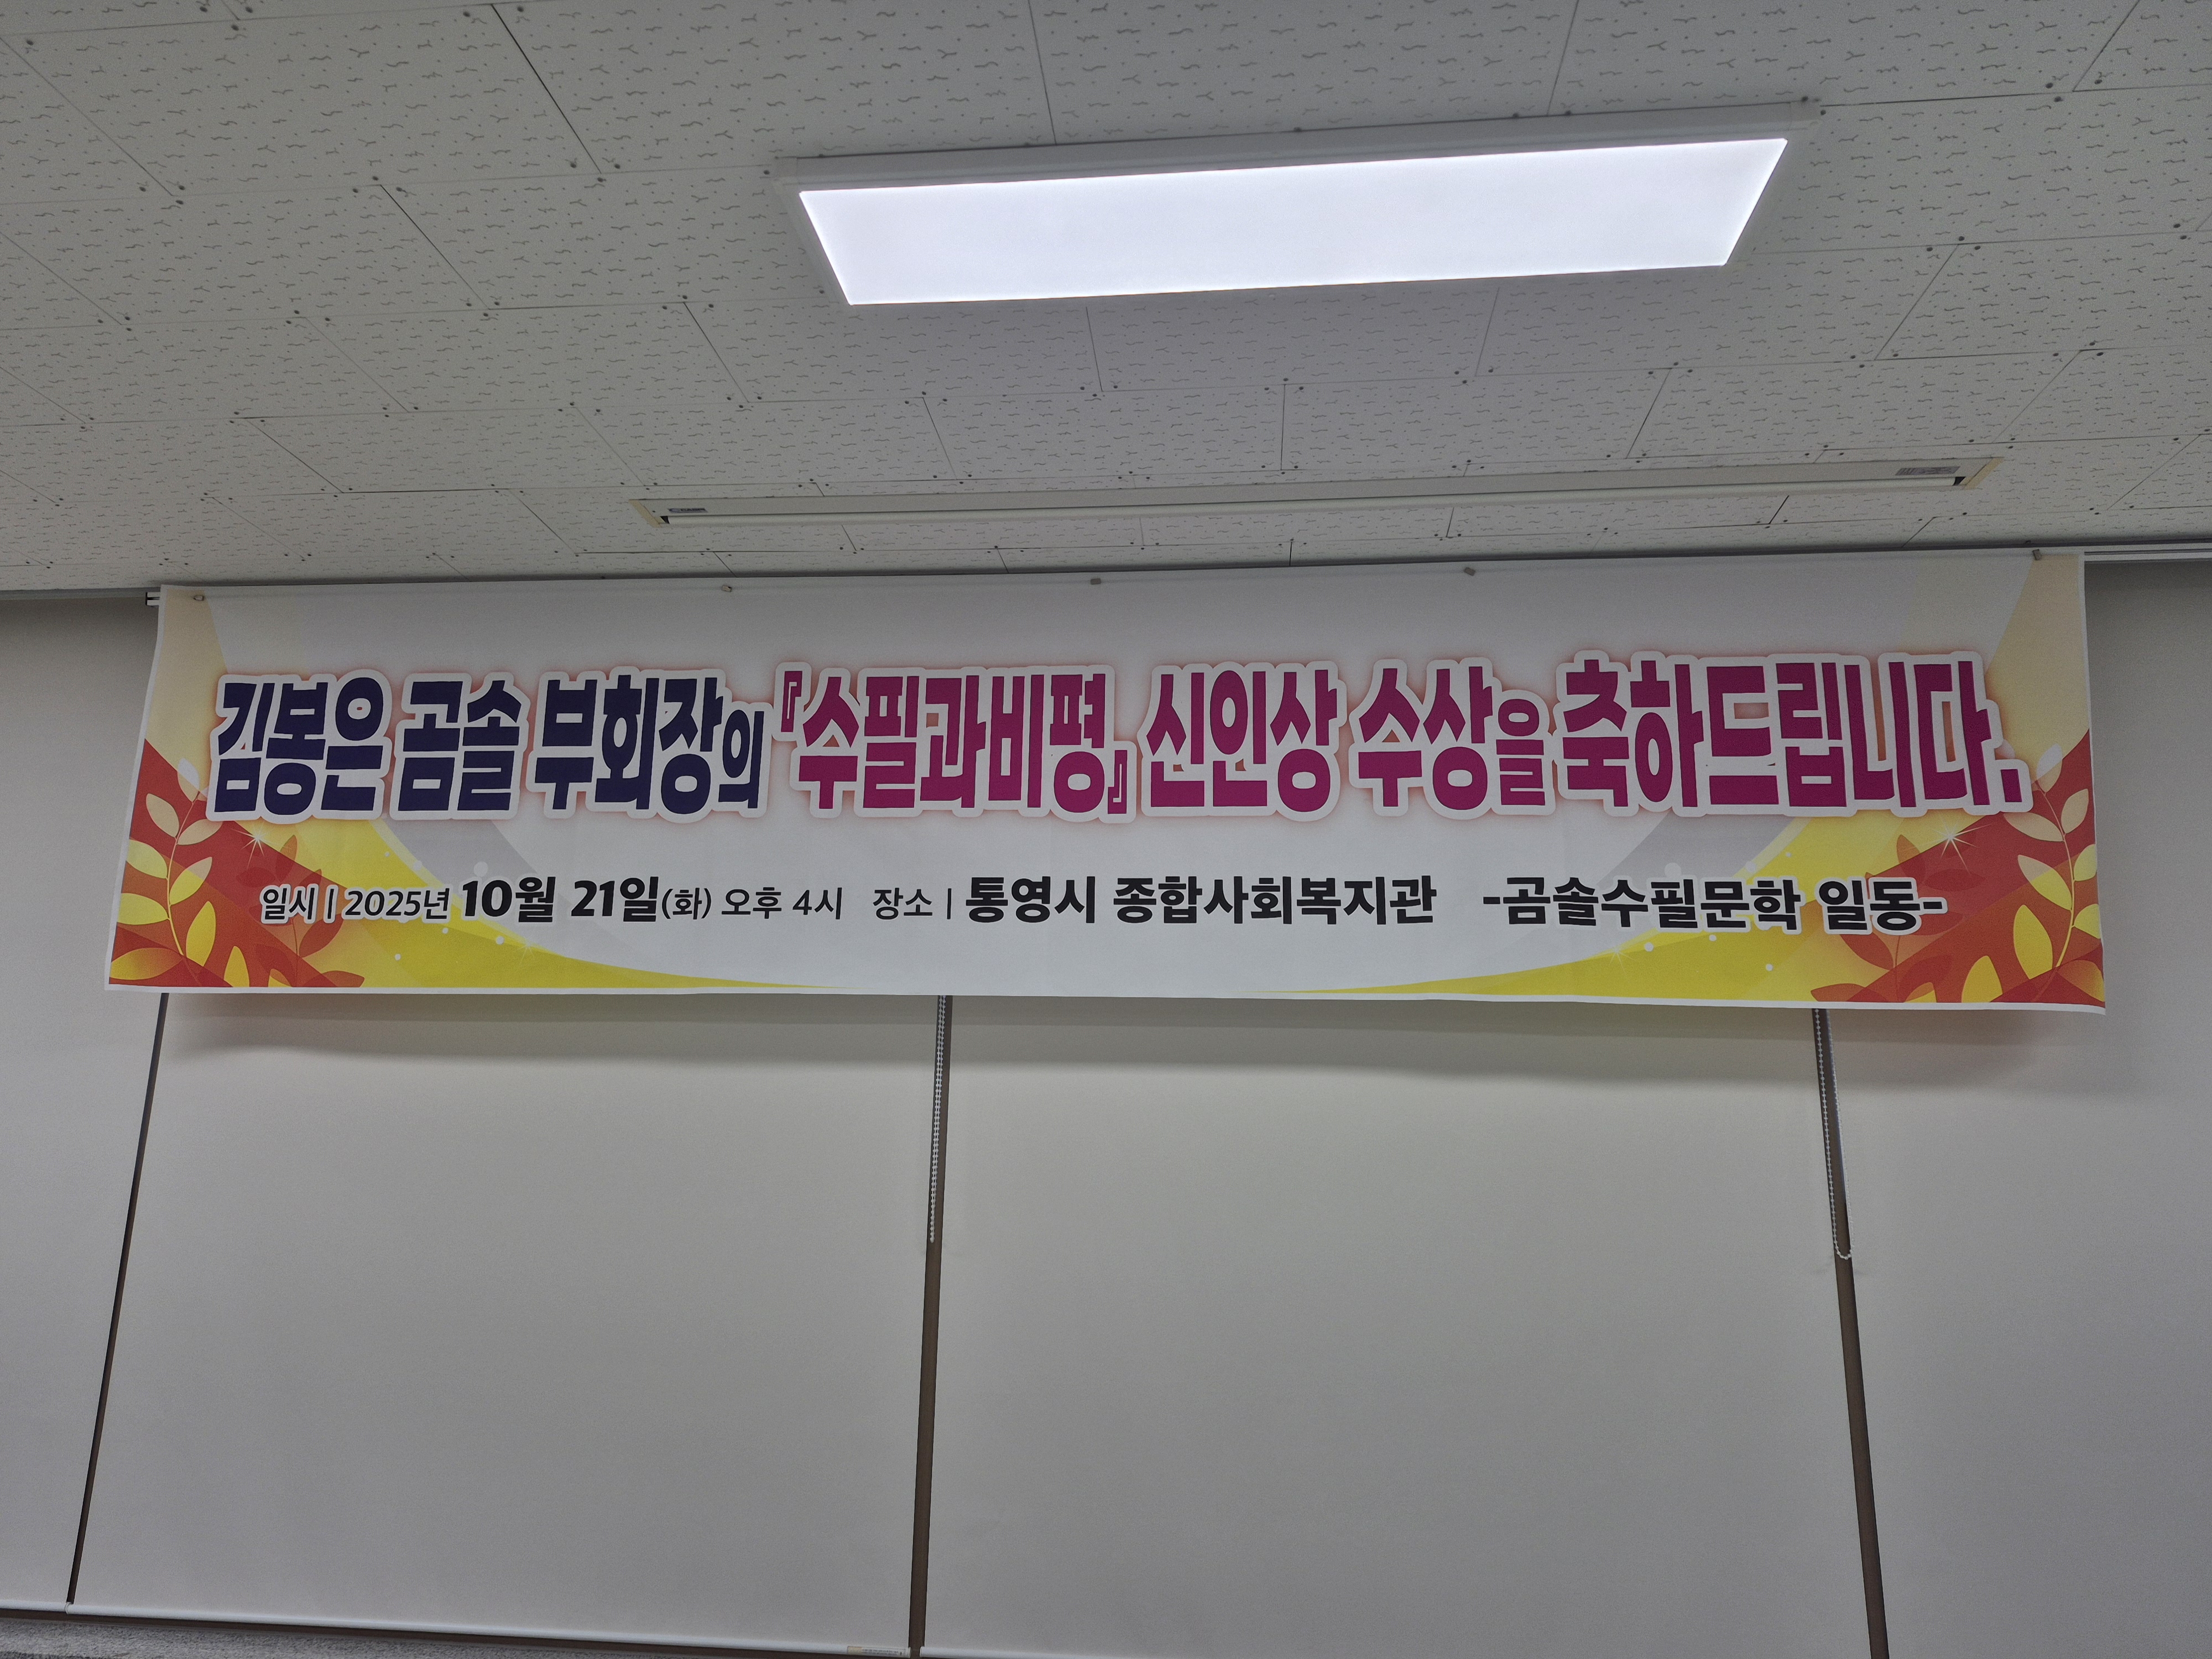 김봉은 곰솔 부회장의 『수필과비평』 신인상 수상을 축하드립니다.
일시 | 2025년 10월 21일(화) 오후 4시 장소 | 통영시 종합사회복지관 -곰솔수필문학 일동-